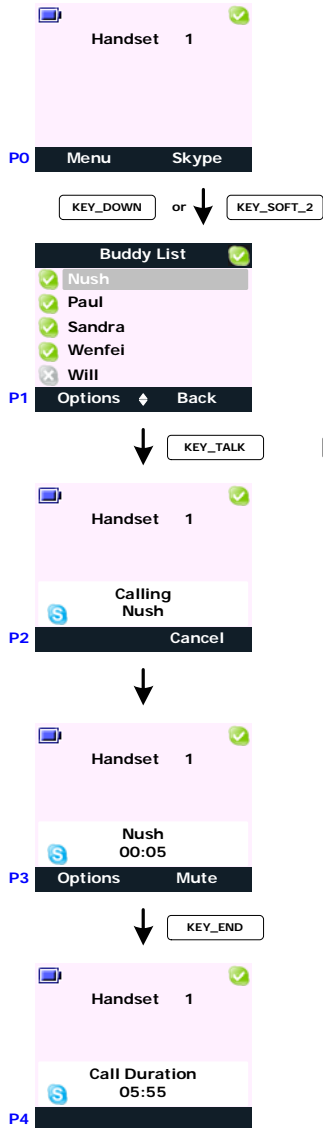 Handset 1
P0 Menu Skype
KEY_DOWN or KEY_SOFT_2
Buddy List
Nush
Paul
Sandra
Wenfei
Will
P1 Options Back
KEY_TALK
Handset 1
Calling
Nush
S
P2 Cancel
Handset 1
Nush
00:05
S
P3 Options Mute
KEY_END
Handset 1
Call Duration
05:55
S
P4